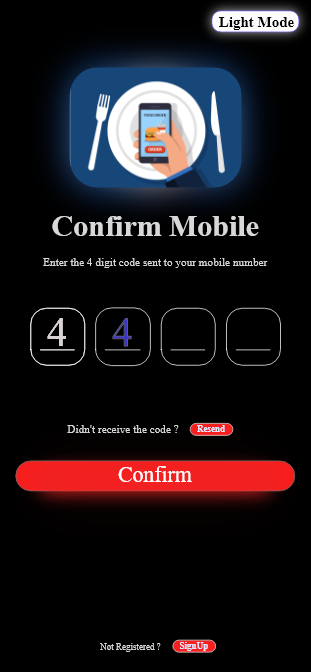 Light Mode
FOOD ORDER
ORDER
Confirm Mobile
Enter the 4 digit code sent to your mobile number
4 4
Didn't receive the code ? Resend
Confirm
Not Registered ? SignUp